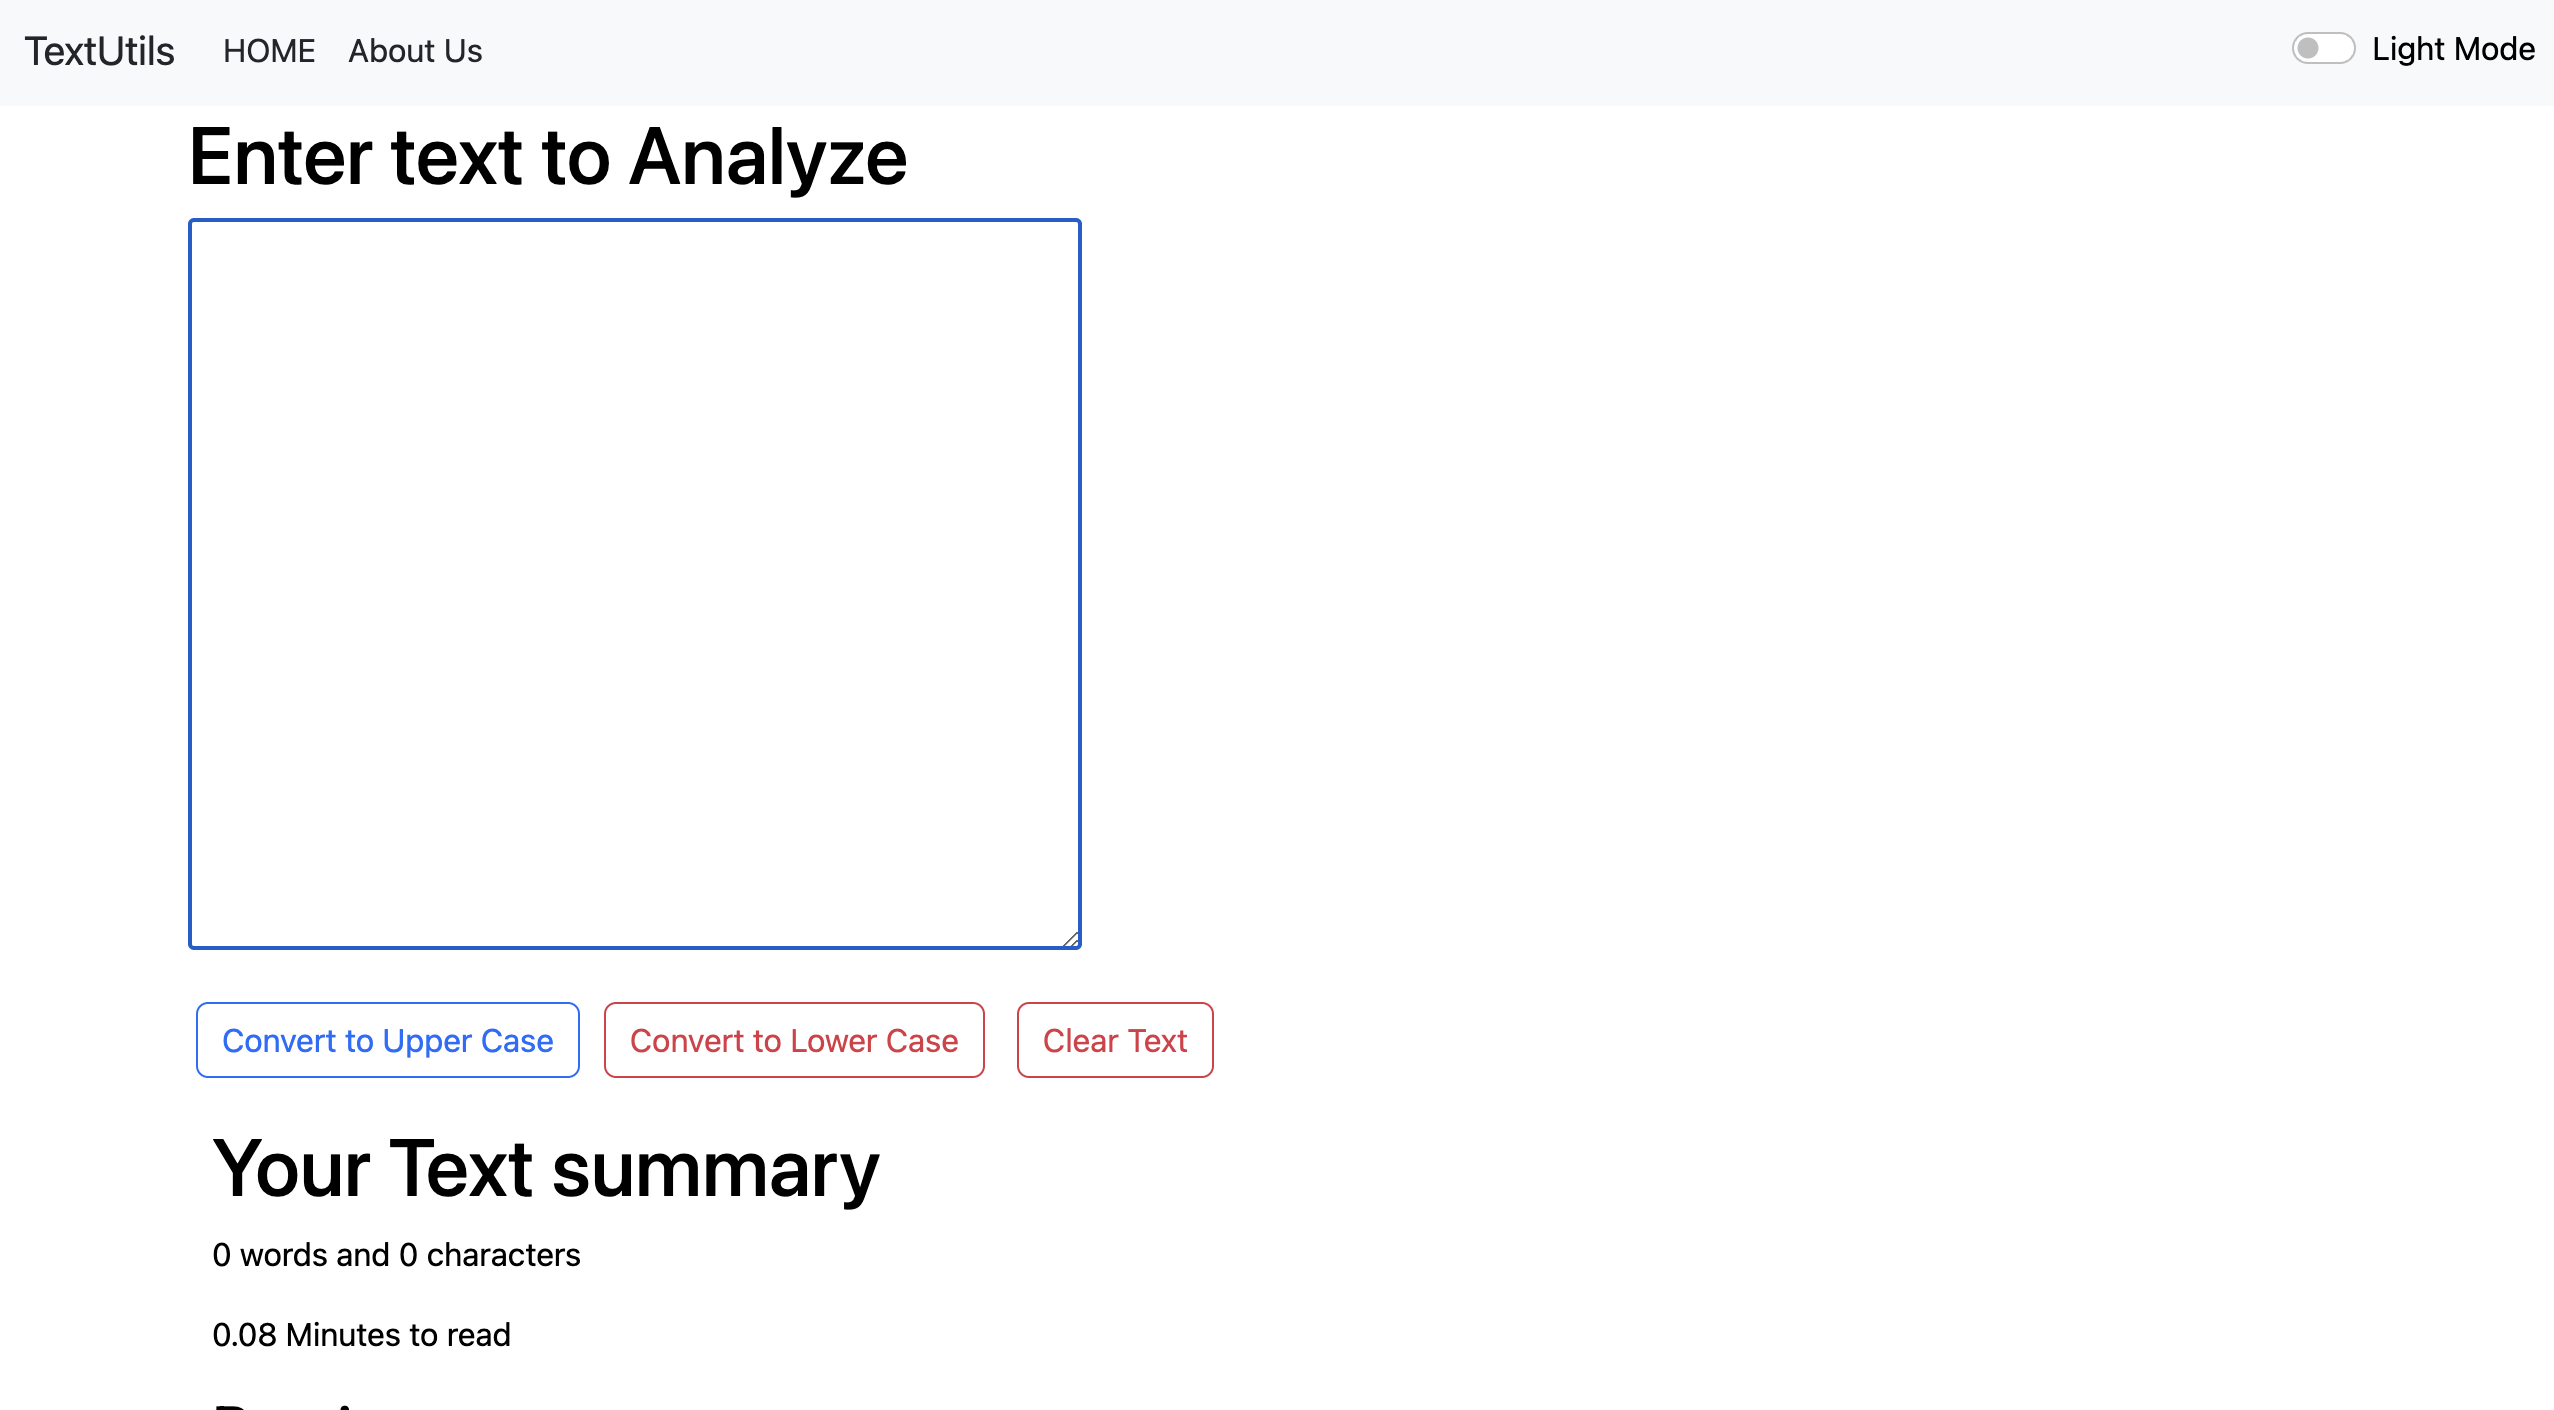 TextUtils HOME About Us Light Mode
Enter text to Analyze
Convert to Upper Case Convert to Lower Case Clear Text
Your Text summary
0 words and 0 characters
0.08 Minutes to read